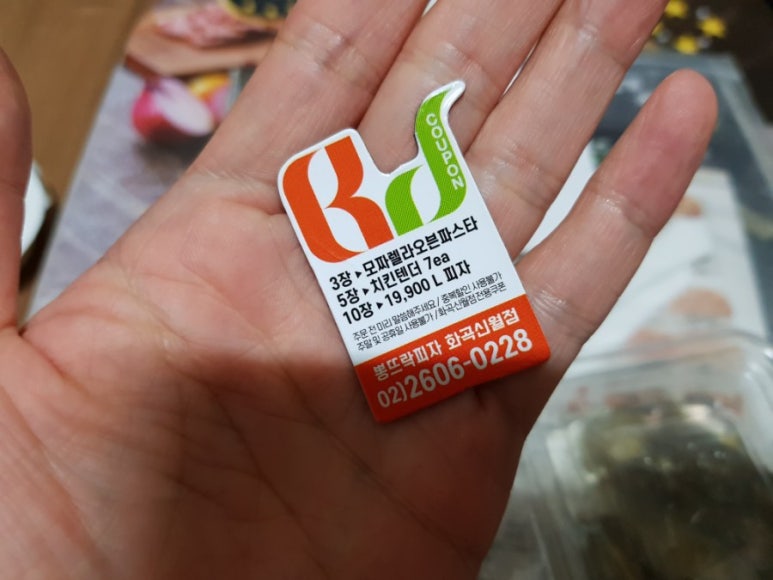 COUPON
3장▸모짜렐라오븐파스타
5장▸치킨텐더 7ea
10장▸19,900 L 피자
주문 전 미리 말씀해주세요 / 중복할인 사용불가
주말 및 공휴일 사용불가 / 화곡신월점 전용쿠폰
뽕뜨락피자 화곡신월점
02)2606-0228